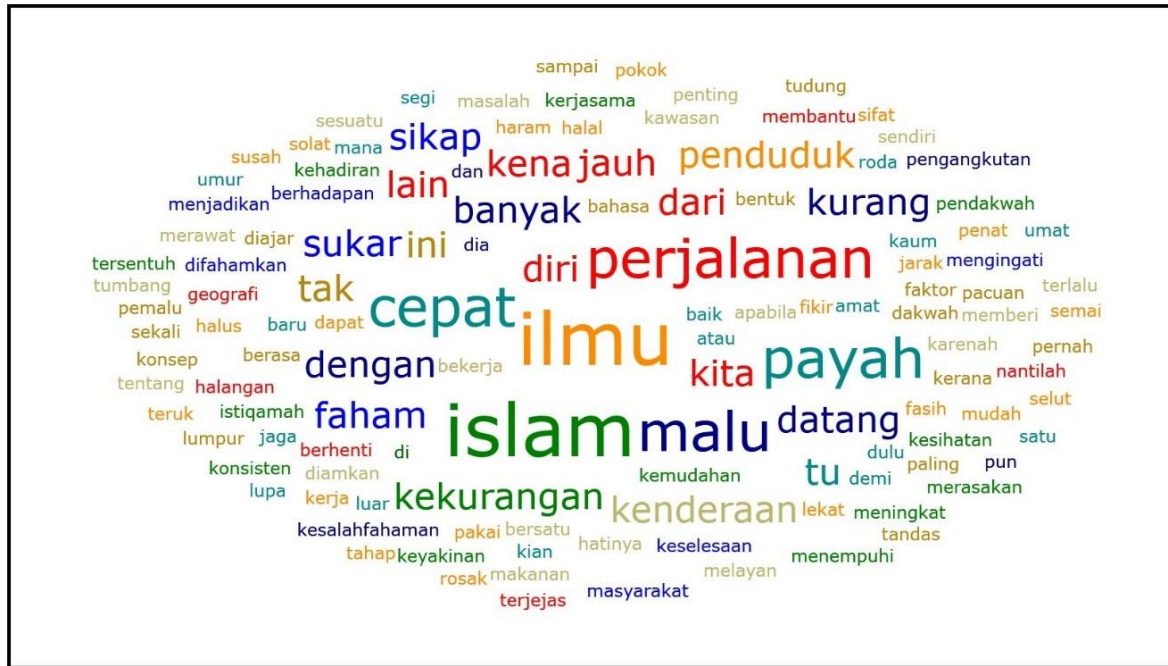 sampai pokok
tudung
segi masalah kerjasama penting
sesuatu haram halal kawasan membantu sifat
solat mana sikap sendiri
susah kehadiran dan kena jauh penduduk roda pengangkutan
umur berhadapan lain
menjadikan banyak bahasa dari bentuk kurang pendakwah
merawat diajar sukar ini dia kaum penat umat
tersentuh difahamkan diri perjalanan jarak mengingati
tumbang geografi tak faktor pacuan terlalu
pemalu cepat baik apabila fikir amat dakwah memberi semai
sekali halus baru dapat ilmu atau
konsep berasa dengan bekerja kita payah karenah pernah
tentang halangan kerana nantilah
teruk istiqamah faham islam malu datang fasih mudah selut
lumpur jaga berhenti di dulu kesihatan satu
konsisten diamkan kemudahan tu demi paling pun
lupa kerja luar kekurangan kenderaan lekat meningkat merasakan
kesalahfahaman pakai bersatu tandas
tahap keyakinan kian hatinya keselesaan menempuhi
rosak makanan melayan
terjejas masyarakat